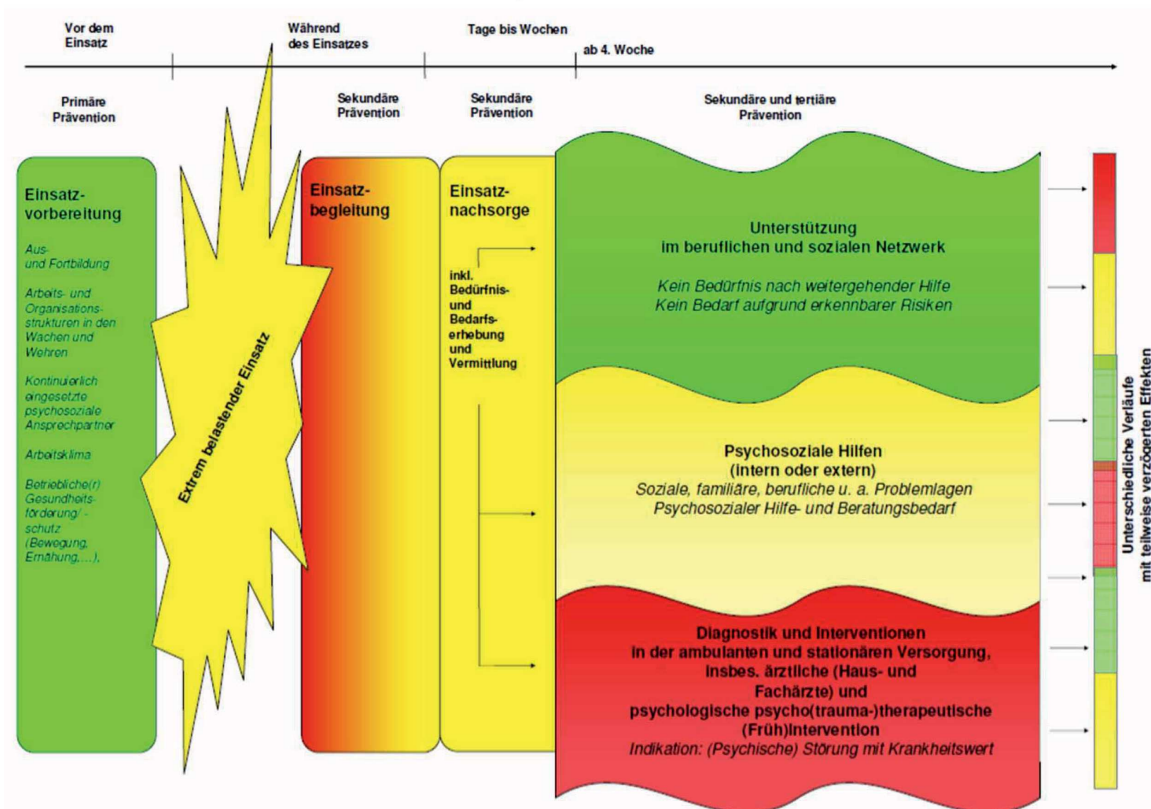 Vor dem
Einsatz
Während
des Einsatzes
Tage bis Wochen
ab 4. Woche
Primäre
Prävention
Sekundäre
Prävention
Sekundäre
Prävention
Sekundäre und tertiäre
Prävention
Einsatz-
vorbereitung
Aus-
und Fortbildung
Arbeits- und
Organisations-
strukturen in den
Wachen und
Wehren
Kontinuierlich
eingesetzte
psychosoziale
Ansprechpartner
Arbeitsklima
Betriebliche(r)
Gesundheits-
förderung/ -
schutz
(Bewegung,
Ernährung,…),
Extrem belastender Einsatz
Einsatz-
begleitung
Einsatz-
nachsorge
inkl.
Bedürfnis-
und
Bedarfs-
erhebung
und
Vermittlung
Unterstützung
im beruflichen und sozialen Netzwerk
Kein Bedürfnis nach weitergehender Hilfe
Kein Bedarf aufgrund erkennbarer Risiken
Psychosoziale Hilfen
(intern oder extern)
Soziale, familiäre, berufliche u. a. Problemlagen
Psychosozialer Hilfe- und Beratungsbedarf
Diagnostik und Interventionen
in der ambulanten und stationären Versorgung,
insbes. ärztliche (Haus- und
Fachärzte) und
psychologische psycho(trauma-)therapeutische
(Früh)Intervention
Indikation: (Psychische) Störung mit Krankheitswert
Unterschiedliche Verläufe
mit teilweise verzögerten Effekten